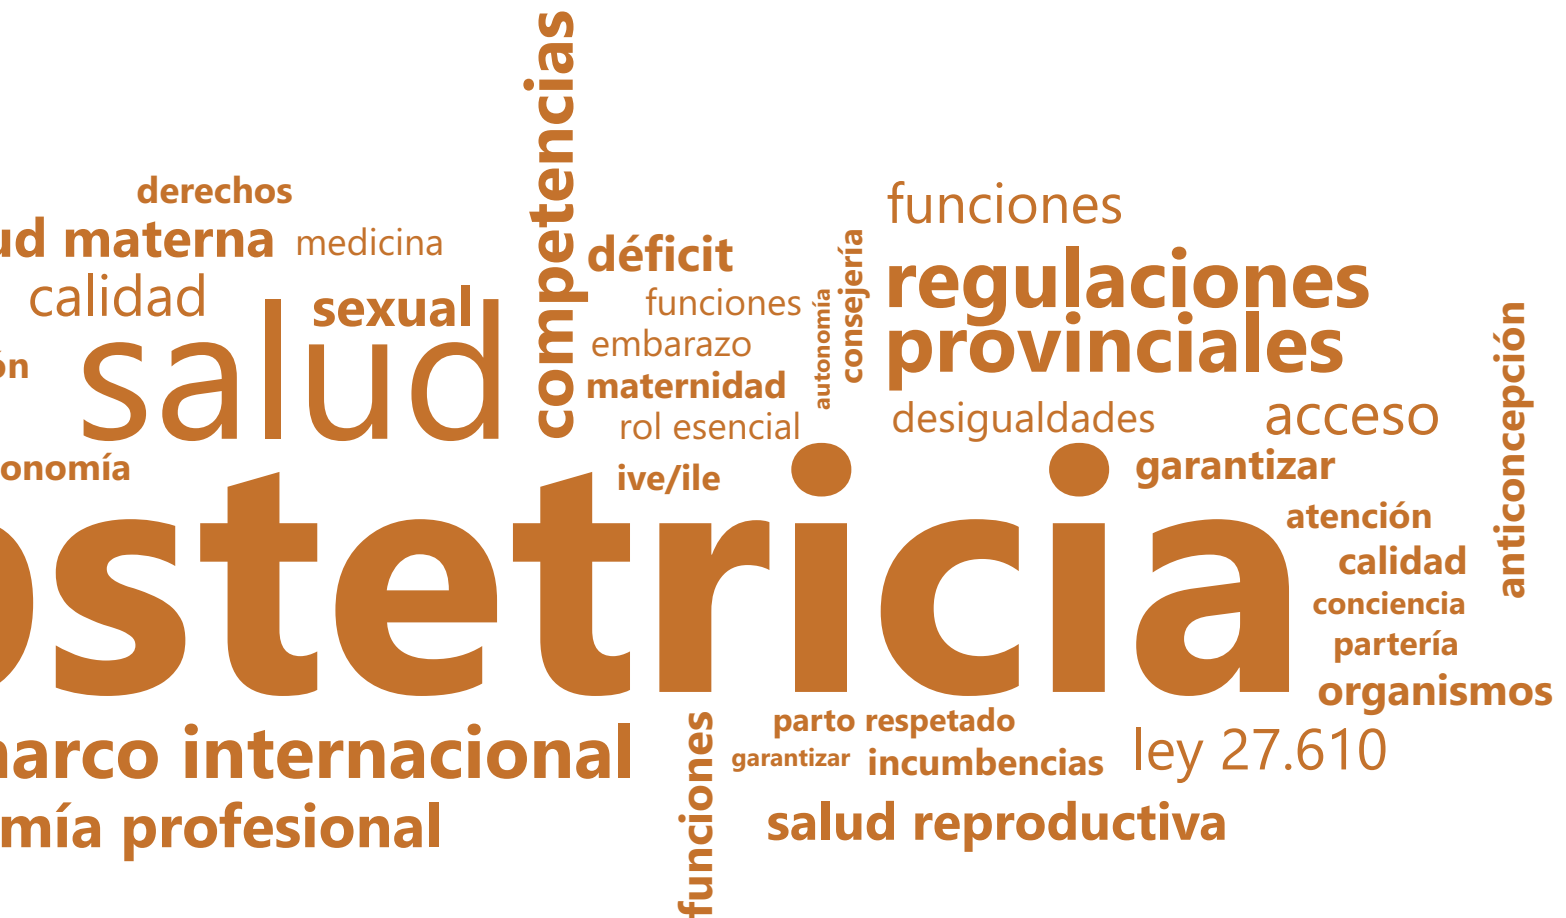 competencias
derechos
funciones
ud materna
medicina
déficit
consejería
regulaciones
calidad
sexual
funciones
autonomía
provinciales
anticoncepción
salud
embarazo
ón
maternidad
rol esencial
desigualdades
acceso
onomía
ive/ile
garantizar
ostetricia
atención
calidad
conciencia
partería
organismos
marco internacional
funciones
parto respetado
garantizar
incumbencias
ley 27.610
mía profesional
salud reproductiva